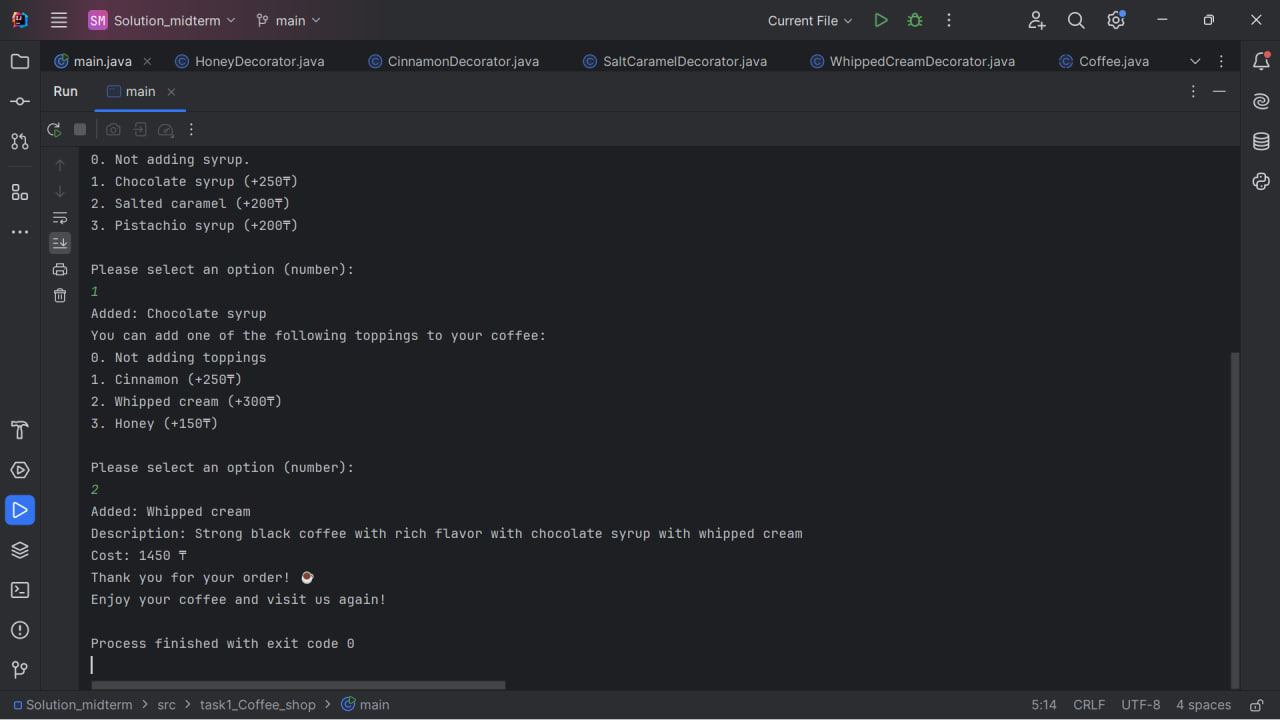 SM Solution_midterm main Current File
main.java HoneyDecorator.java CinnamonDecorator.java SaltCaramelDecorator.java WhippedCreamDecorator.java Coffee.java
Run main
0. Not adding syrup.
1. Chocolate syrup (+250₸)
2. Salted caramel (+200₸)
3. Pistachio syrup (+200₸)
Please select an option (number):
1
Added: Chocolate syrup
You can add one of the following toppings to your coffee:
0. Not adding toppings
1. Cinnamon (+250₸)
2. Whipped cream (+300₸)
3. Honey (+150₸)
Please select an option (number):
2
Added: Whipped cream
Description: Strong black coffee with rich flavor with chocolate syrup with whipped cream
Cost: 1450 ₸
Thank you for your order! ☕
Enjoy your coffee and visit us again!
Process finished with exit code 0
Solution_midterm > src > task1_Coffee_shop > main 5:14 CRLF UTF-8 4 spaces